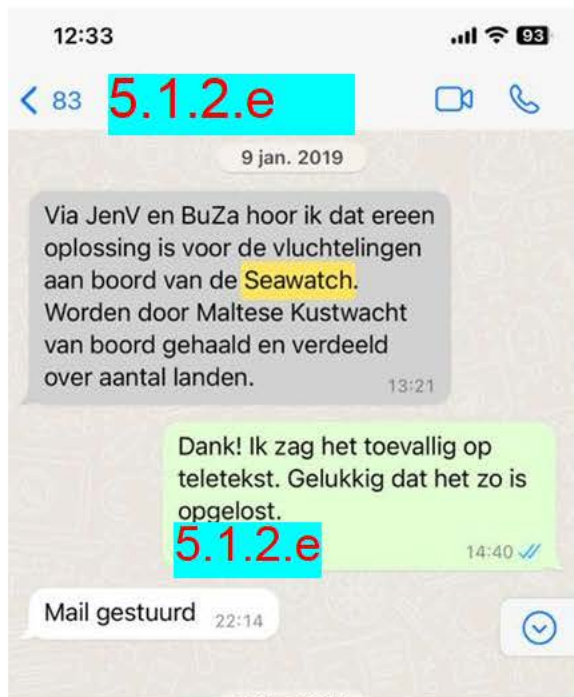 12:33
93
83 5.1.2.e
9 jan. 2019
Via JenV en BuZa hoor ik dat ereen
oplossing is voor de vluchtelingen
aan boord van de Seawatch.
Worden door Maltese Kustwacht
van boord gehaald en verdeeld
over aantal landen.
13:21
Dank! Ik zag het toevallig op
teletekst. Gelukkig dat het zo is
opgelost.
5.1.2.e
14:40
Mail gestuurd 22:14